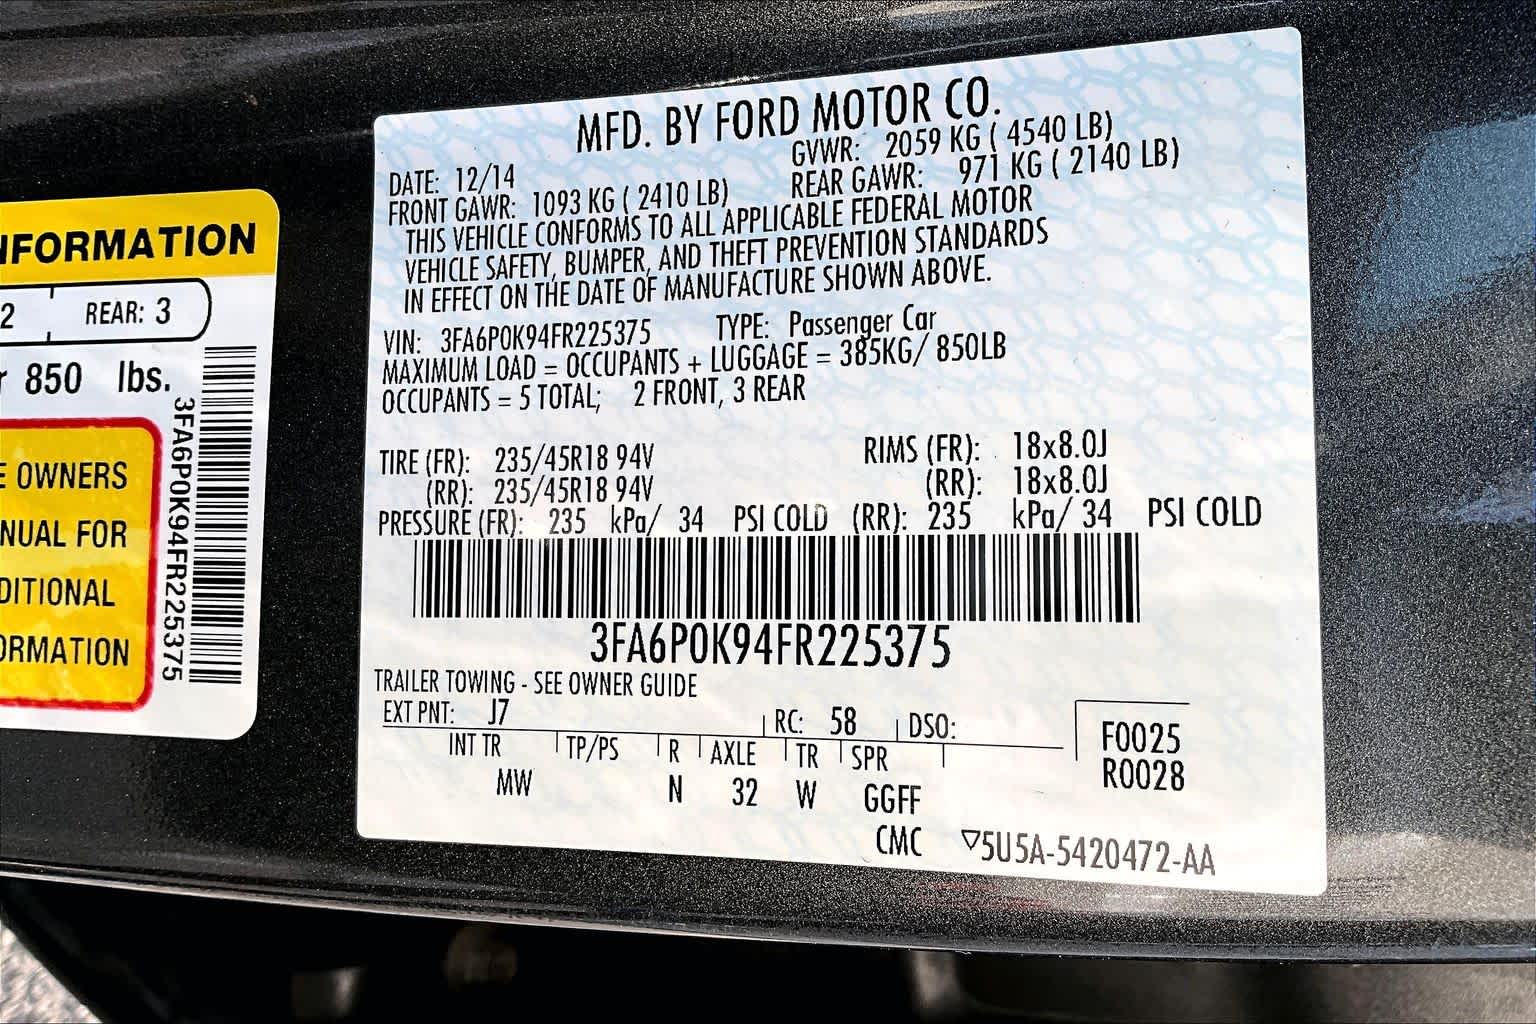 NFORMATION
2 REAR: 3
r 850 lbs.
E OWNERS
NUAL FOR
DITIONAL
ORMATION
3FA6P0K94FR225375
MFD. BY FORD MOTOR CO.
DATE: 12/14 GVWR: 2059 KG ( 4540 LB)
FRONT GAWR: 1093 KG ( 2410 LB) REAR GAWR: 971 KG ( 2140 LB)
THIS VEHICLE CONFORMS TO ALL APPLICABLE FEDERAL MOTOR
VEHICLE SAFETY, BUMPER, AND THEFT PREVENTION STANDARDS
IN EFFECT ON THE DATE OF MANUFACTURE SHOWN ABOVE.
VIN: 3FA6P0K94FR225375 TYPE: Passenger Car
MAXIMUM LOAD = OCCUPANTS + LUGGAGE = 385KG/ 850LB
OCCUPANTS = 5 TOTAL; 2 FRONT, 3 REAR
TIRE (FR): 235/45R18 94V RIMS (FR): 18x8.0J
(RR): 235/45R18 94V (RR): 18x8.0J
PRESSURE (FR): 235 kPa/ 34 PSI COLD (RR): 235 kPa/ 34 PSI COLD
3FA6P0K94FR225375
TRAILER TOWING - SEE OWNER GUIDE
EXT PNT: J7 RC: 58 DSO:
INT TR TP/PS R AXLE TR SPR
MW N 32 W GGFF
F0025
R0028
CMC ▽5U5A-5420472-AA